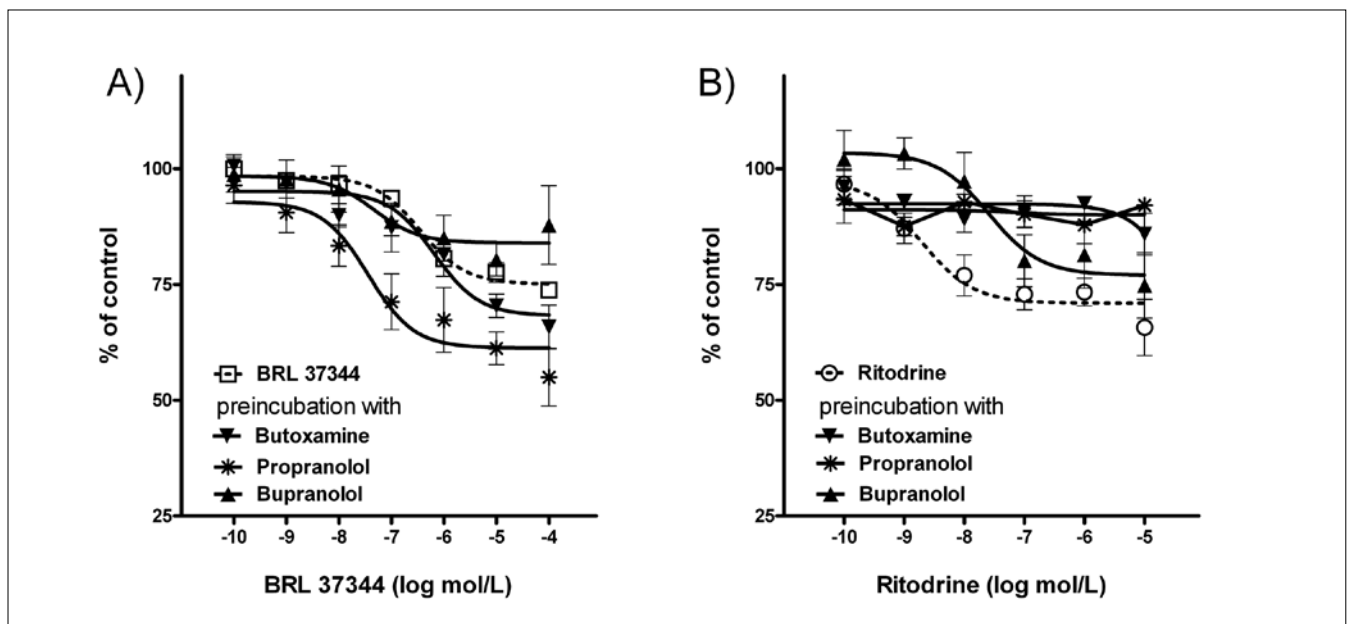 A)
100
75
50
25
% of control
BRL 37344
preincubation with
Butoxamine
Propranolol
Bupranolol
-10 -9 -8 -7 -6 -5 -4
BRL 37344 (log mol/L)
B)
100
75
50
25
% of control
Ritodrine
preincubation with
Butoxamine
Propranolol
Bupranolol
-10 -9 -8 -7 -6 -5
Ritodrine (log mol/L)